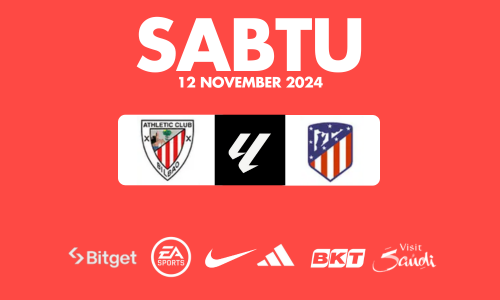 SABTU
12 NOVEMBER 2024
ATHLETIC CLUB
BILBAO
Bitget
EA
SPORTS
BKT
Visit
Saudi